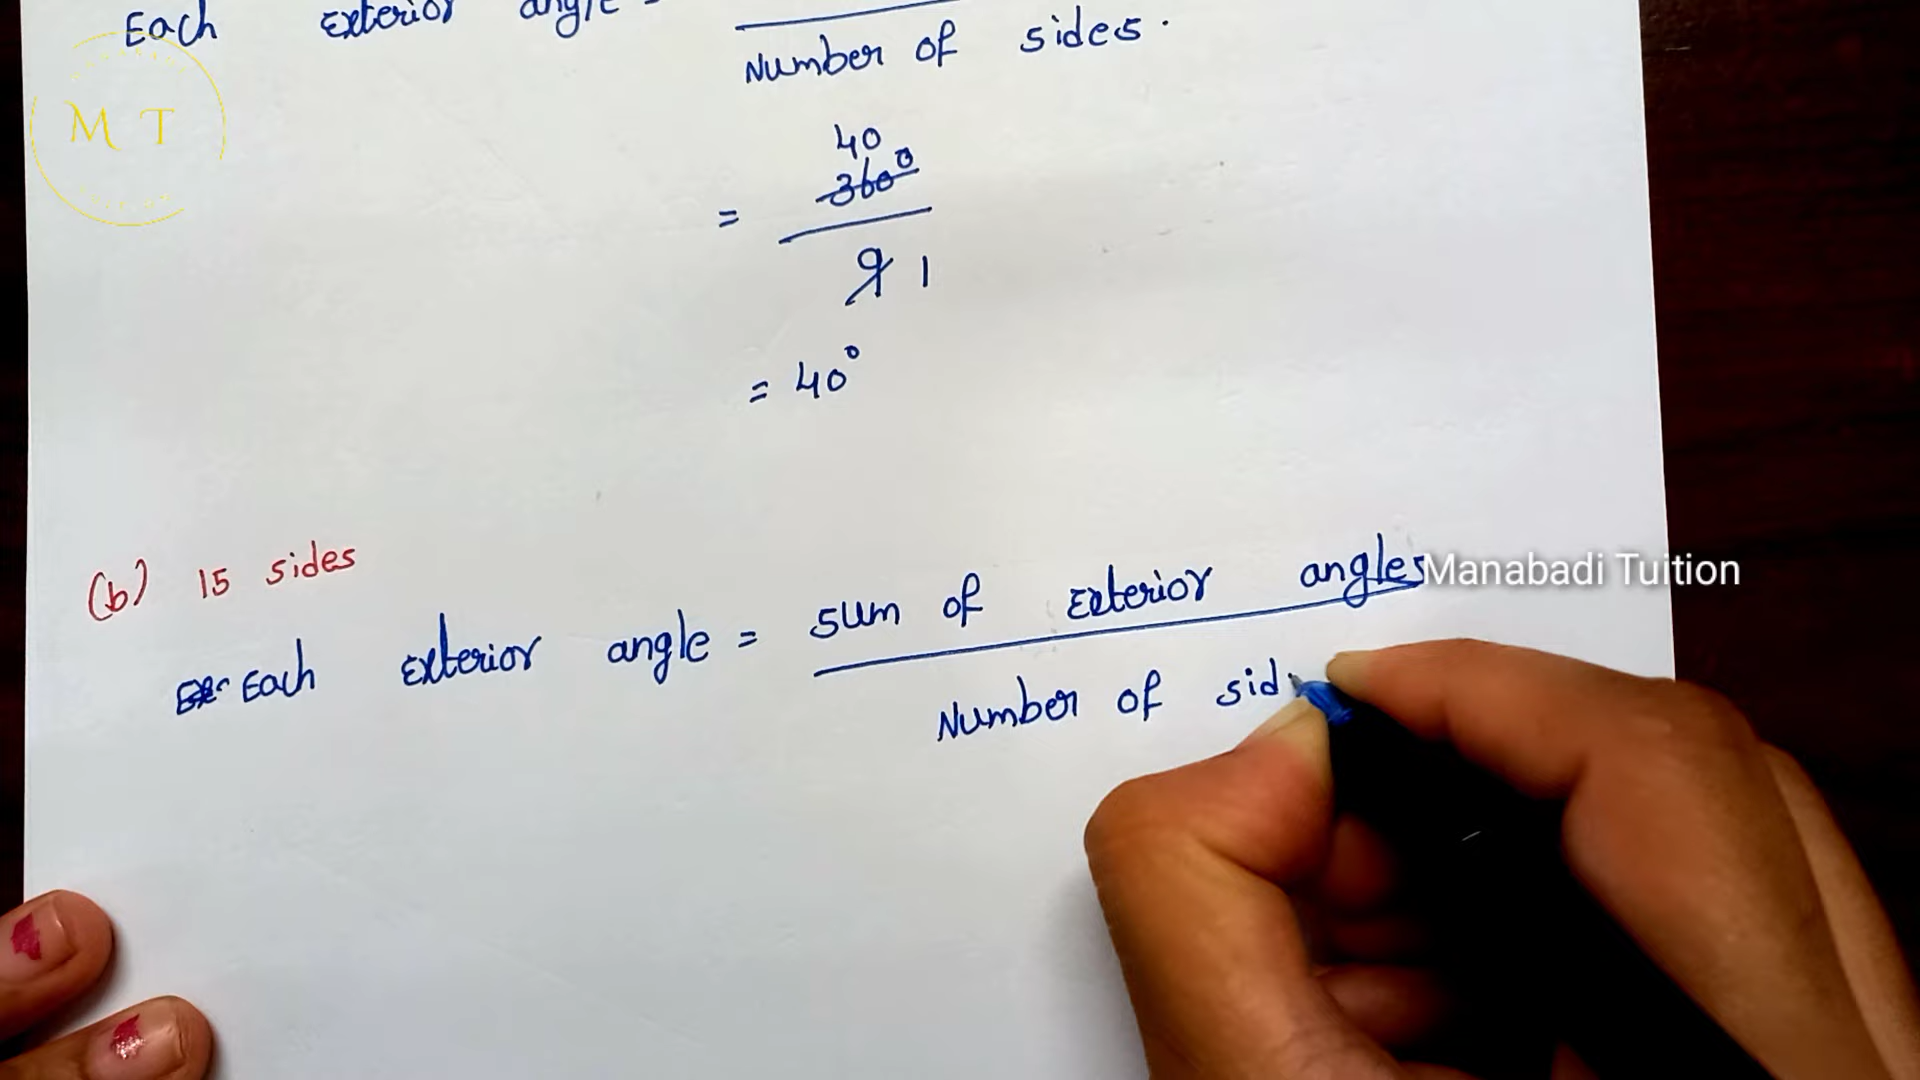 Each exterior angle =
Number of sides.
M T
40
= 360°
9 1
= 40°
(b) 15 sides
sum of exterior angles
Each exterior angle =
Number of sid
Manabadi Tuition